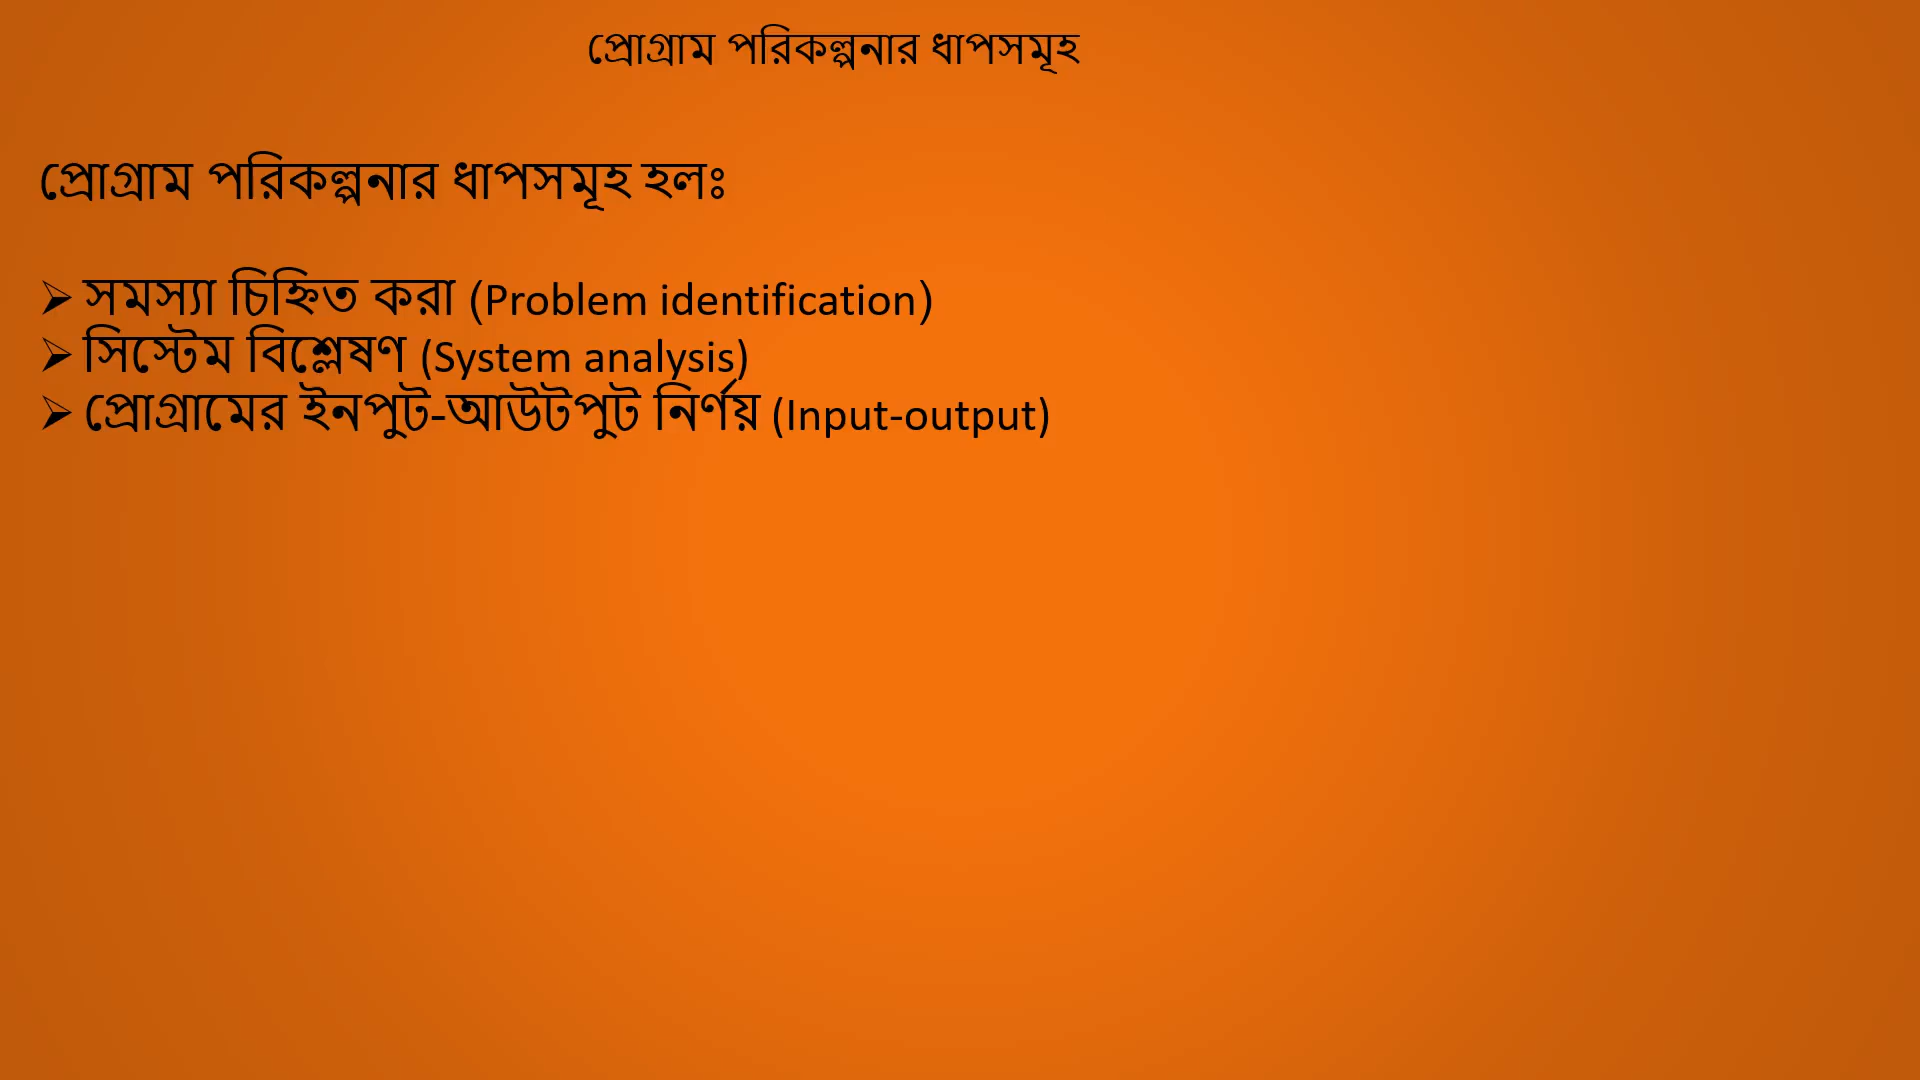 প্রোগ্রাম পরিকল্পনার ধাপসমূহ
প্রোগ্রাম পরিকল্পনার ধাপসমূহ হলঃ
➢ সমস্যা চিহ্নিত করা (Problem identification)
➢ সিস্টেম বিশ্লেষণ (System analysis)
➢ প্রোগ্রামের ইনপুট-আউটপুট নির্ণয় (Input-output)